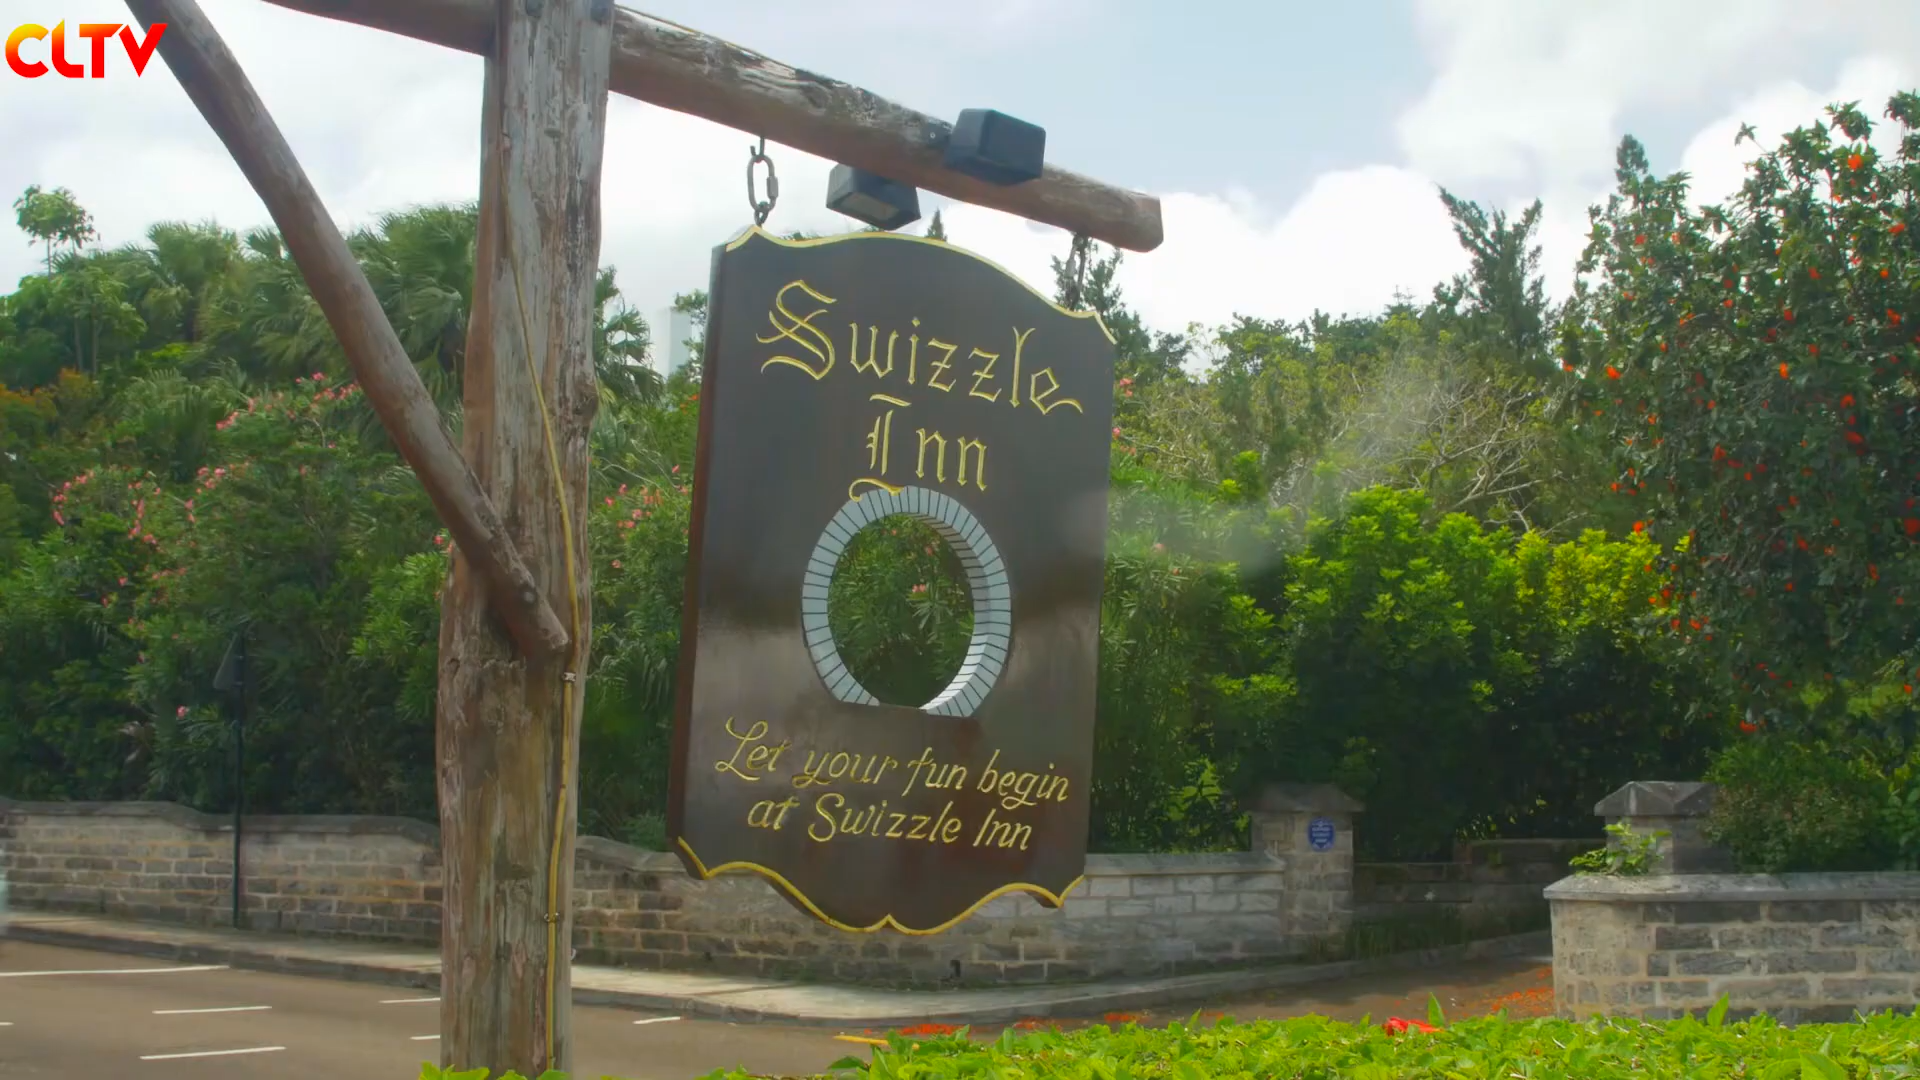 CLTV
Swizzle
Inn
Let your fun begin
at Swizzle Inn